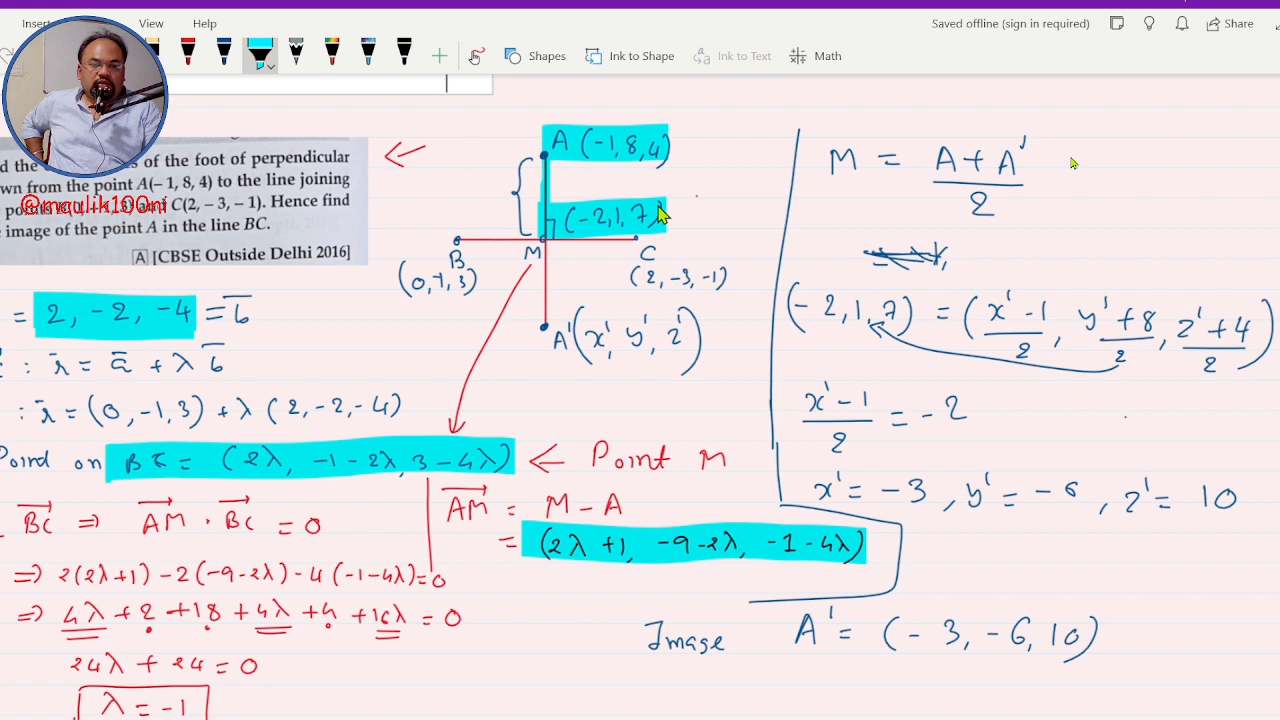 Insert View Help Saved offline (sign in required) Share
Shapes Ink to Shape Ink to Text Math
d the of the foot of perpendicular
wn from the point A(– 1, 8, 4) to the line joining
C(2, – 3, – 1). Hence find
image of the point A in the line BC.
A [CBSE Outside Delhi 2016]
@maulik100ni
A (-1,8,4)
(-2,1,7)
B M C
(2,-3,-1)
A' (x', y', z')
= 2, -2, -4 = b̅
: r̅ = a̅ + λ b̅
: r̅ = (0, -1, 3) + λ (2, -2, -4)
Point on BC = (2λ, -1-2λ, 3-4λ) ← Point M
BC ⇒ AM · BC = 0
AM = M - A
= (2λ+1, -9-2λ, -1-4λ)
⇒ 2(2λ+1) -2(-9-2λ) -4(-1-4λ)=0
⇒ 4λ + 2 + 18 + 4λ + 4 + 16λ = 0
24λ + 24 = 0
λ = -1
M = A + A' / 2
(-2,1,7) = (x'-1/2, y'+8/2, z'+4/2)
x'-1/2 = -2
x' = -3, y' = -6, z' = 10
Image A' = (-3, -6, 10)